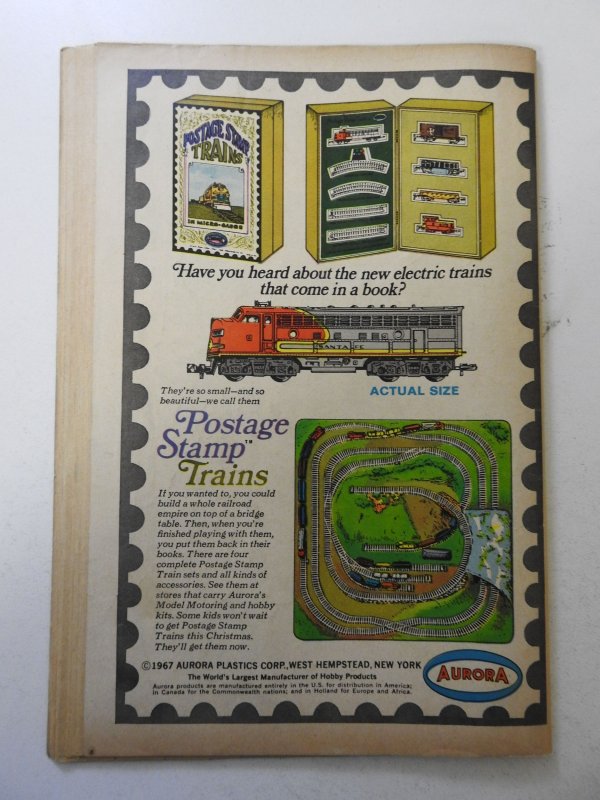 POSTAGE STAMP
TRAINS
IN MICRO-GAUGE
Have you heard about the new electric trains
that come in a book?
SANTA FE
They're so small—and so
beautiful—we call them
ACTUAL SIZE
Postage
Stamp™
Trains
If you wanted to, you could
build a whole railroad
empire on top of a bridge
table. Then, when you're
finished playing with them,
you put them back in their
books. There are four
complete Postage Stamp
Train sets and all kinds of
accessories. See them at
stores that carry Aurora's
Model Motoring and hobby
kits. Some kids won't wait
to get Postage Stamp
Trains this Christmas.
They'll get them now.
©1967 AURORA PLASTICS CORP., WEST HEMPSTEAD, NEW YORK
The World's Largest Manufacturer of Hobby Products
Aurora products are manufactured entirely in the U.S. for distribution in America;
in Canada for the Commonwealth nations; and in Holland for Europe and Africa.
AURORA